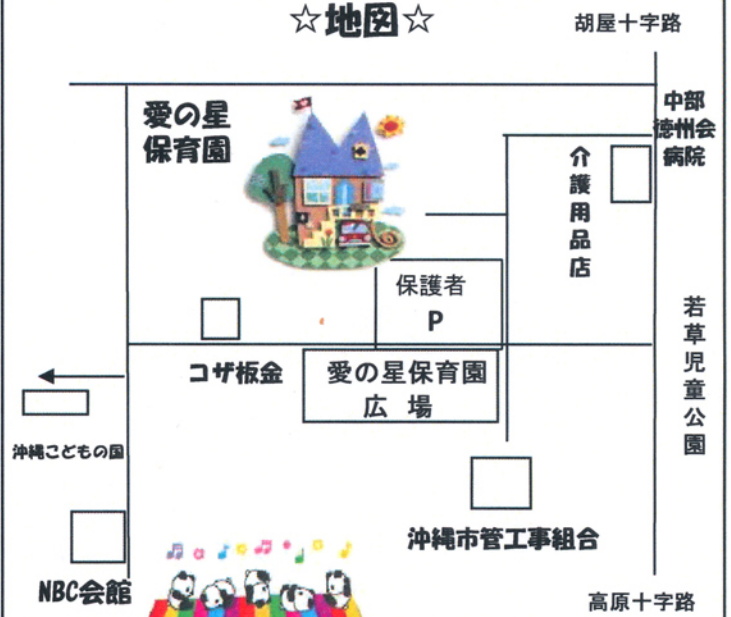 ☆地図☆
胡屋十字路
愛の星
保育園
中部
徳州会
病院
介護用品店
保護者
P
若草児童公園
コザ板金
愛の星保育園
広 場
沖縄こどもの国
沖縄市管工事組合
NBC会館
高原十字路